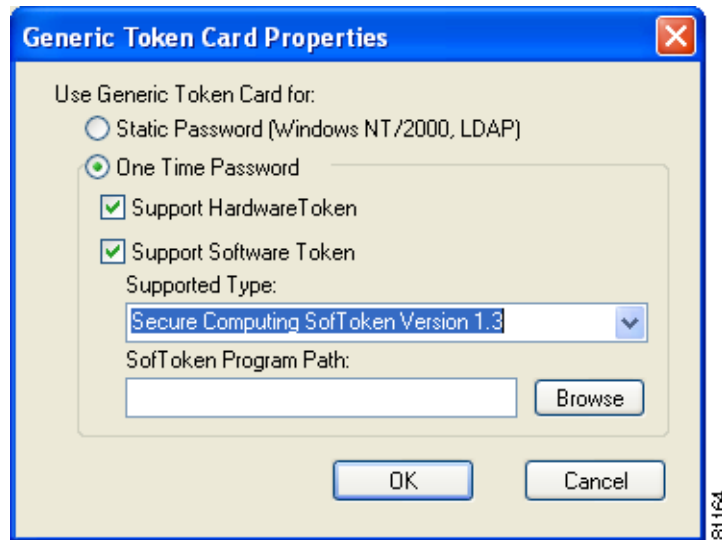 Generic Token Card Properties
Use Generic Token Card for:
Static Password (Windows NT/2000, LDAP)
One Time Password
Support HardwareToken
Support Software Token
Supported Type:
Secure Computing SofToken Version 1.3
SofToken Program Path:
Browse
OK Cancel
81164